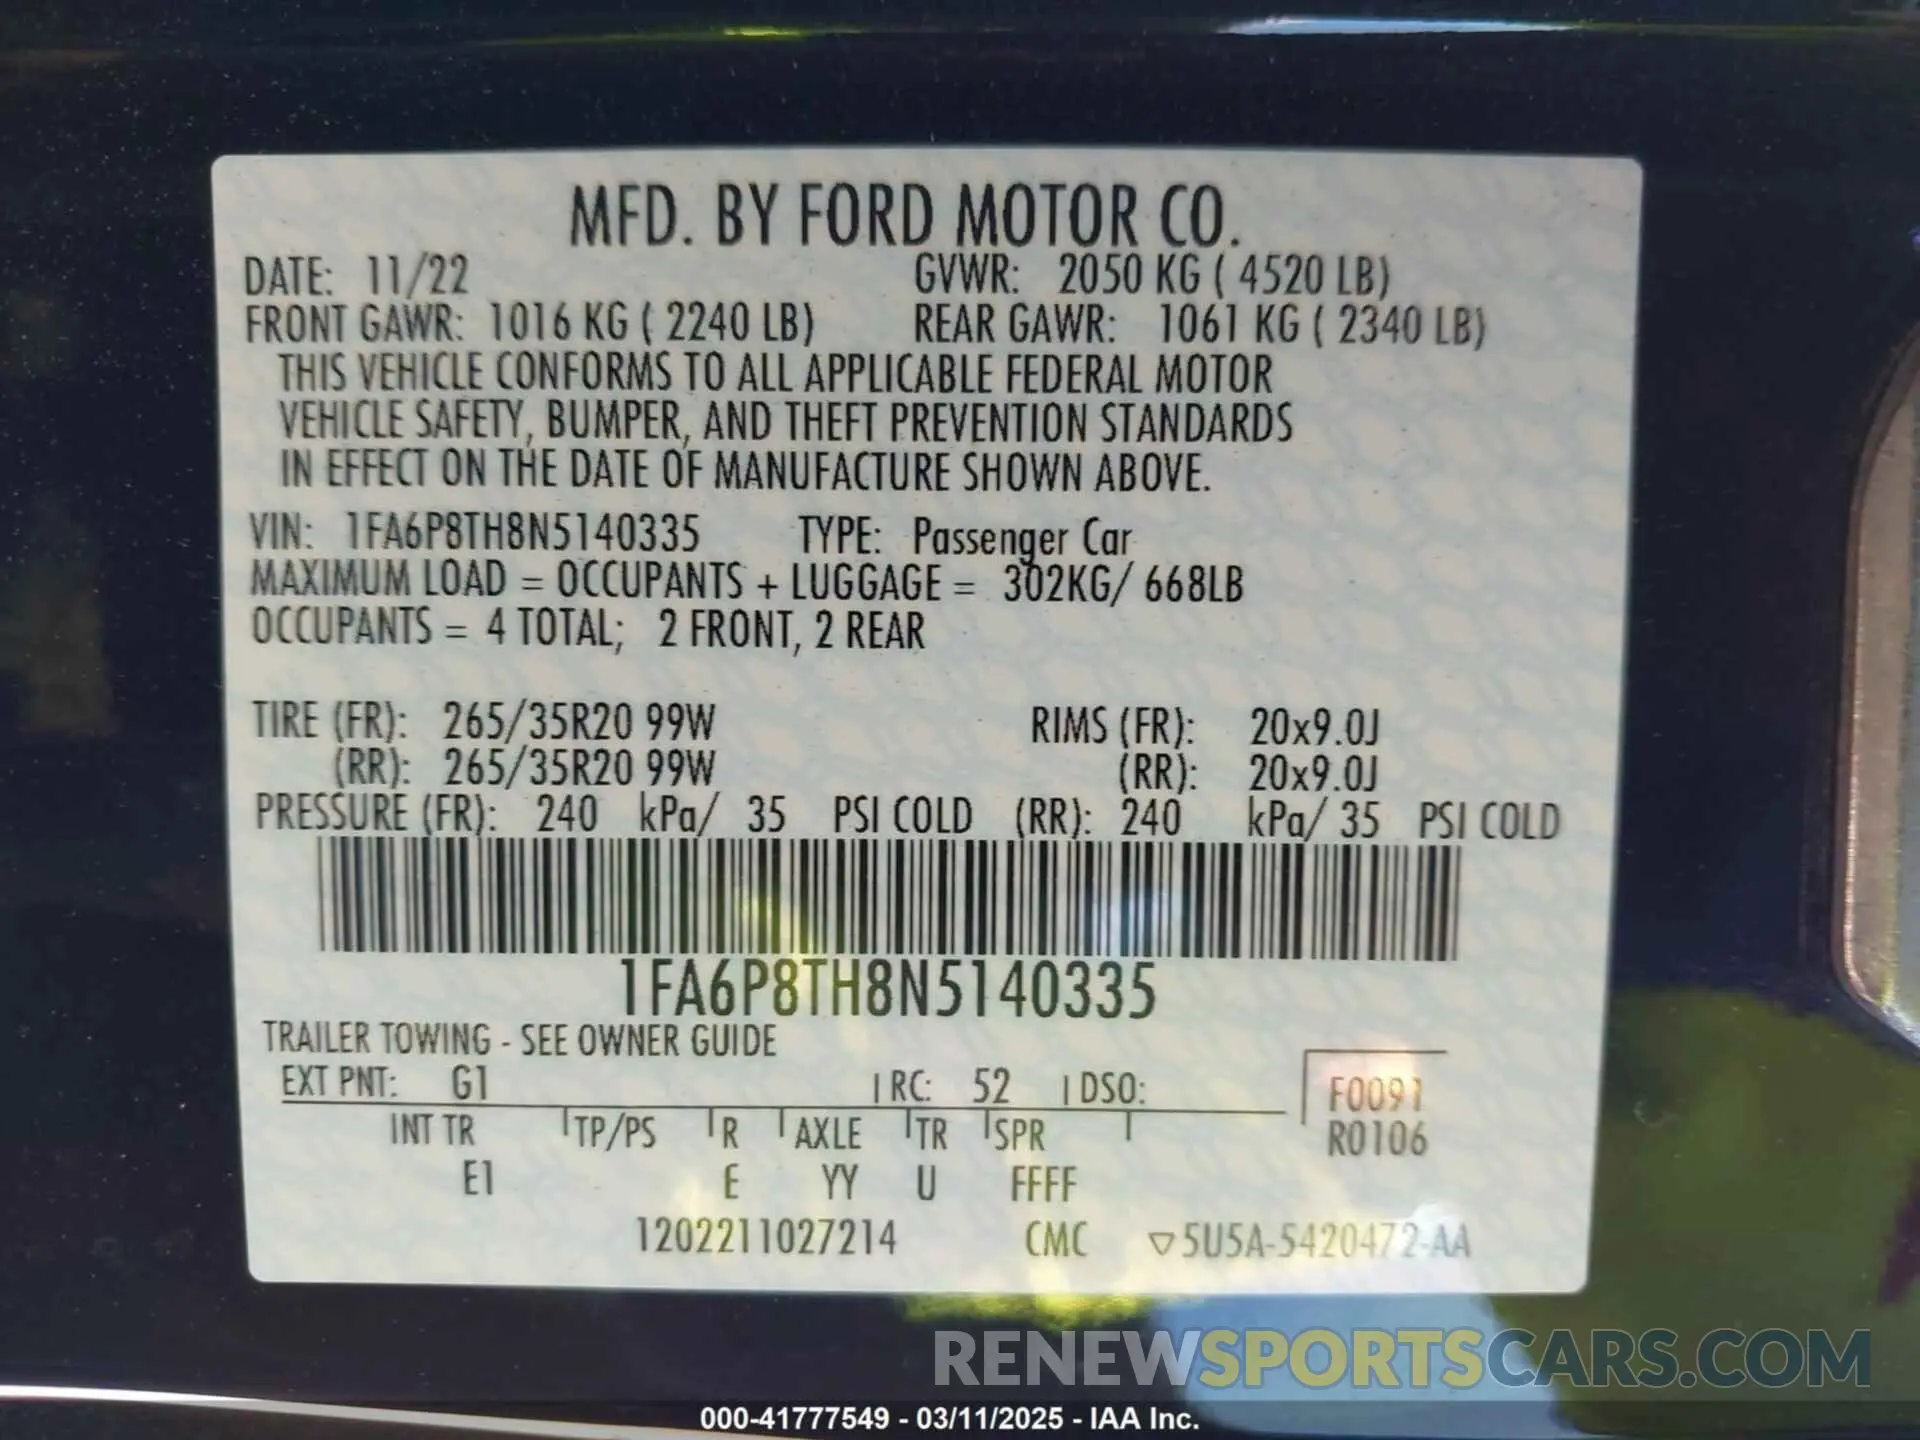 MFD. BY FORD MOTOR CO.
DATE: 11/22 GVWR: 2050 KG ( 4520 LB)
FRONT GAWR: 1016 KG ( 2240 LB) REAR GAWR: 1061 KG ( 2340 LB)
THIS VEHICLE CONFORMS TO ALL APPLICABLE FEDERAL MOTOR
VEHICLE SAFETY, BUMPER, AND THEFT PREVENTION STANDARDS
IN EFFECT ON THE DATE OF MANUFACTURE SHOWN ABOVE.
VIN: 1FA6P8TH8N5140335 TYPE: Passenger Car
MAXIMUM LOAD = OCCUPANTS + LUGGAGE = 302KG/ 668LB
OCCUPANTS = 4 TOTAL; 2 FRONT, 2 REAR
TIRE (FR): 265/35R20 99W RIMS (FR): 20x9.0J
(RR): 265/35R20 99W (RR): 20x9.0J
PRESSURE (FR): 240 kPa/ 35 PSI COLD (RR): 240 kPa/ 35 PSI COLD
1FA6P8TH8N5140335
TRAILER TOWING - SEE OWNER GUIDE
EXT PNT: G1 RC: 52 DSO: F0091
INT TR TP/PS R AXLE TR SPR R0106
E1 E YY U FFFF
1202211027214 CMC ▽5U5A-5420472-AA
RENEWSPORTSCARS.COM
000-41777549 - 03/11/2025 - IAA Inc.